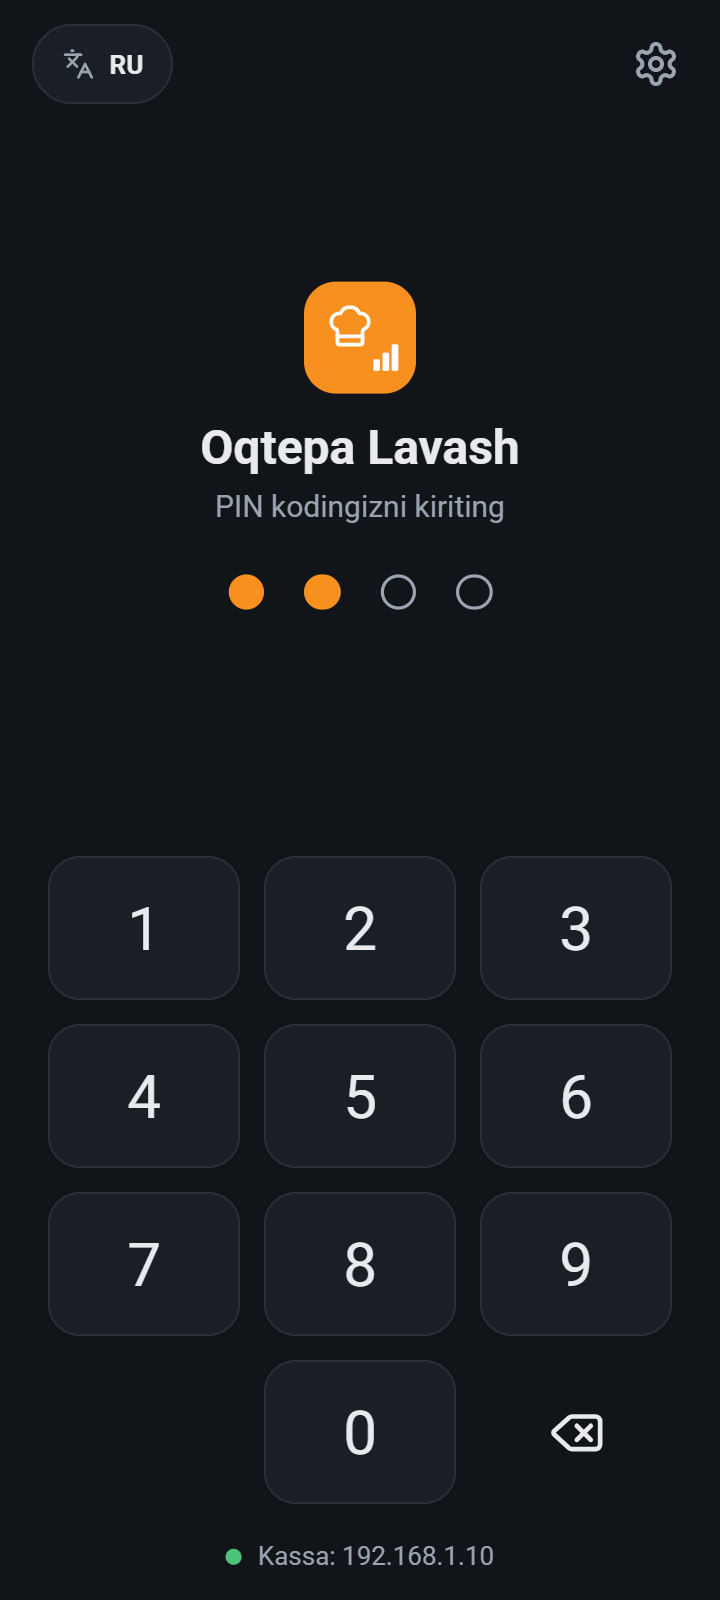 RU
Oqtepa Lavash
PIN kodingizni kiriting
1 2 3
4 5 6
7 8 9
0
Kassa: 192.168.1.10